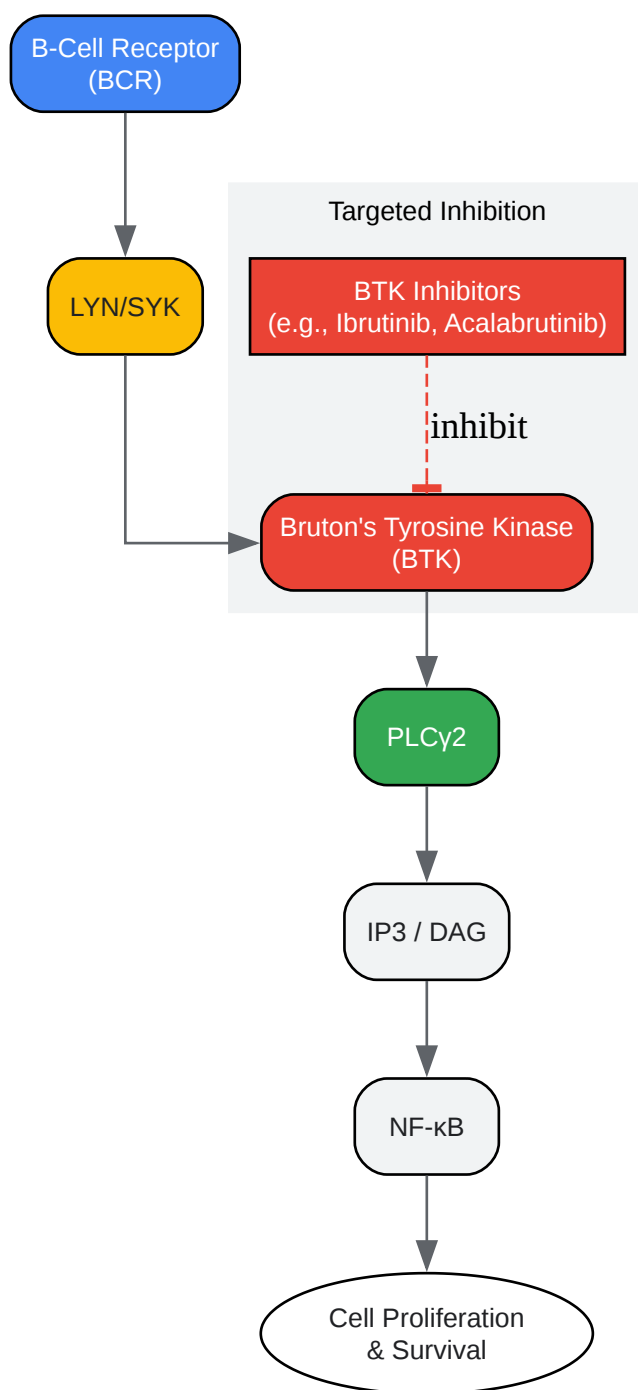 B-Cell Receptor
(BCR)
Targeted Inhibition
LYN/SYK
BTK Inhibitors
(e.g., Ibrutinib, Acalabrutinib)
inhibit
Bruton's Tyrosine Kinase
(BTK)
PLCγ2
IP3 / DAG
NF-κB
Cell Proliferation
& Survival